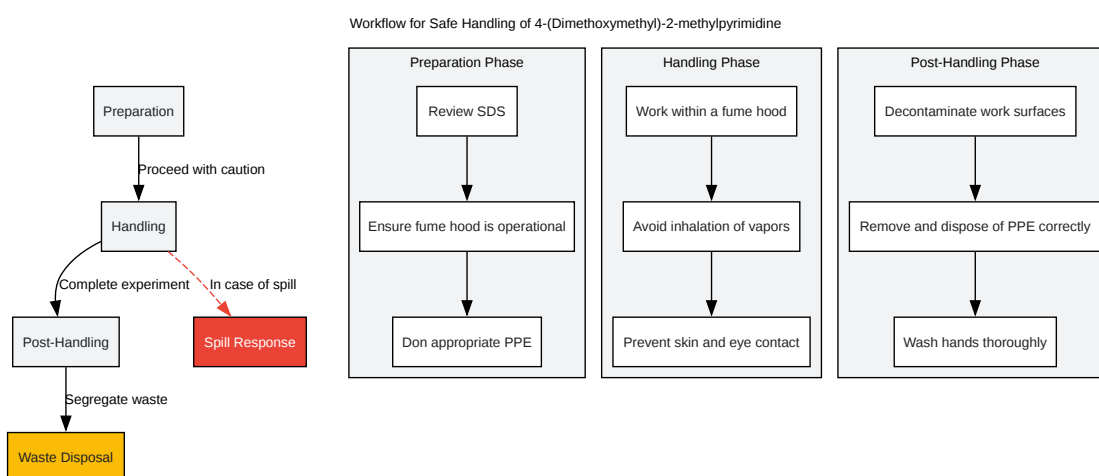 Workflow for Safe Handling of 4-(Dimethoxymethyl)-2-methylpyrimidine
Preparation
Proceed with caution
Handling
Complete experiment
In case of spill
Post-Handling
Spill Response
Segregate waste
Waste Disposal
Preparation Phase
Review SDS
Ensure fume hood is operational
Don appropriate PPE
Handling Phase
Work within a fume hood
Avoid inhalation of vapors
Prevent skin and eye contact
Post-Handling Phase
Decontaminate work surfaces
Remove and dispose of PPE correctly
Wash hands thoroughly